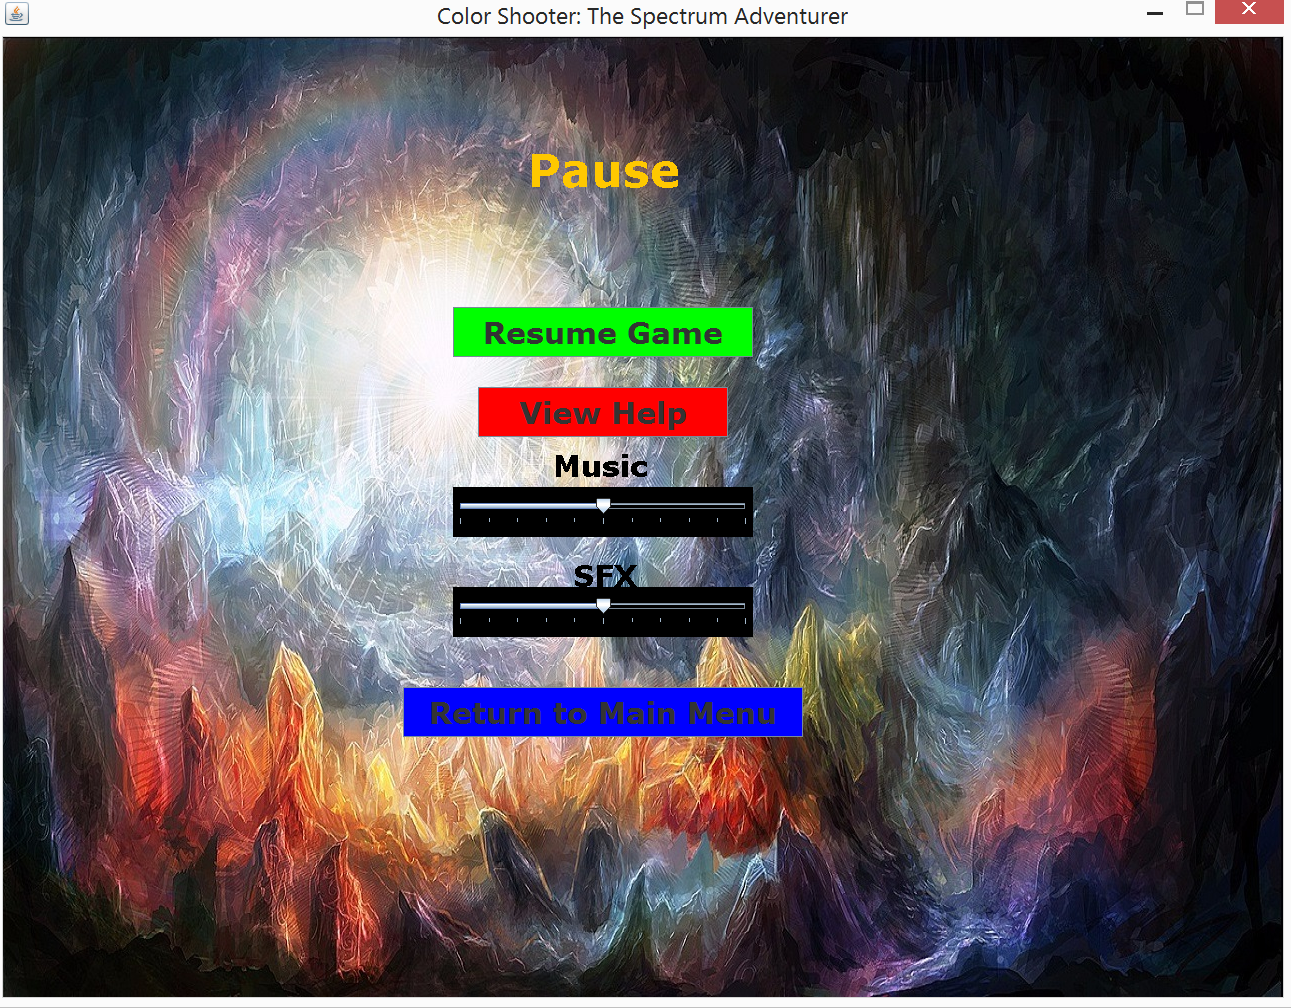 Color Shooter: The Spectrum Adventurer
Pause
Resume Game
View Help
Music
SFX
Return to Main Menu